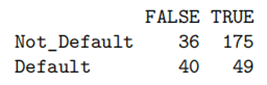 FALSE TRUE
Not_Default 36 175
Default 40 49